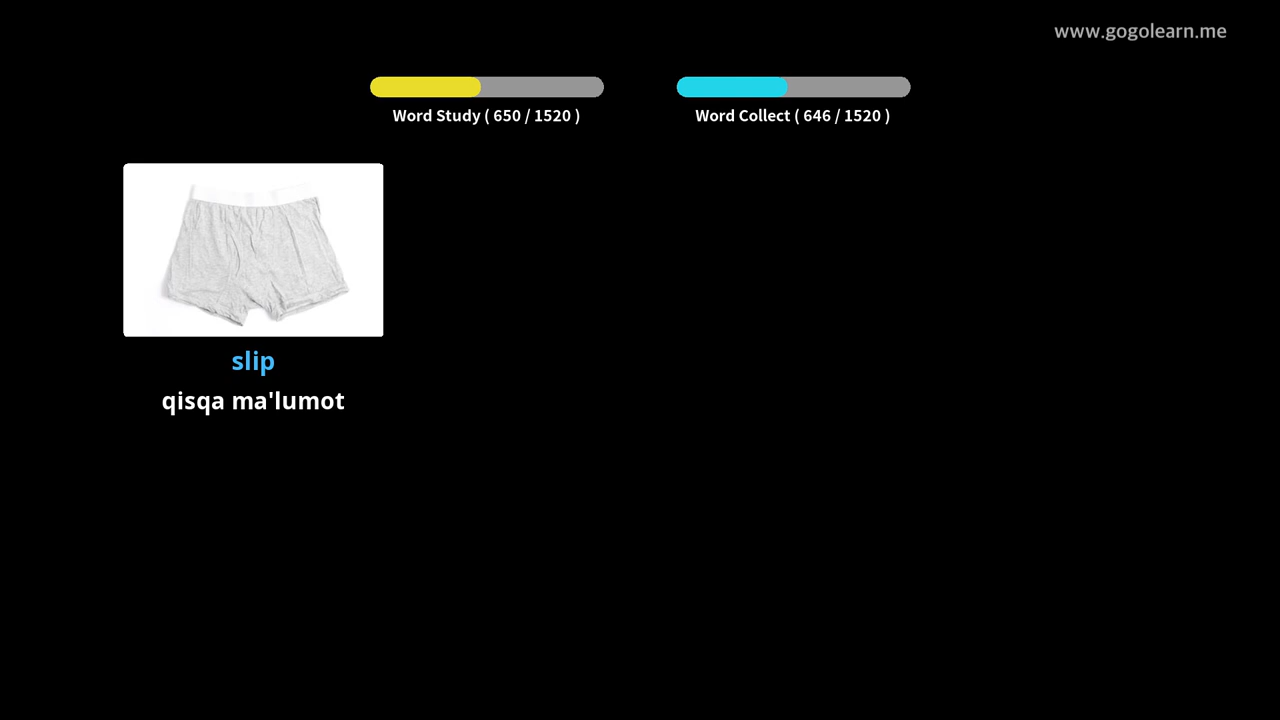 www.gogolearn.me
Word Study ( 650 / 1520 )
Word Collect ( 646 / 1520 )
slip
qisqa ma'lumot